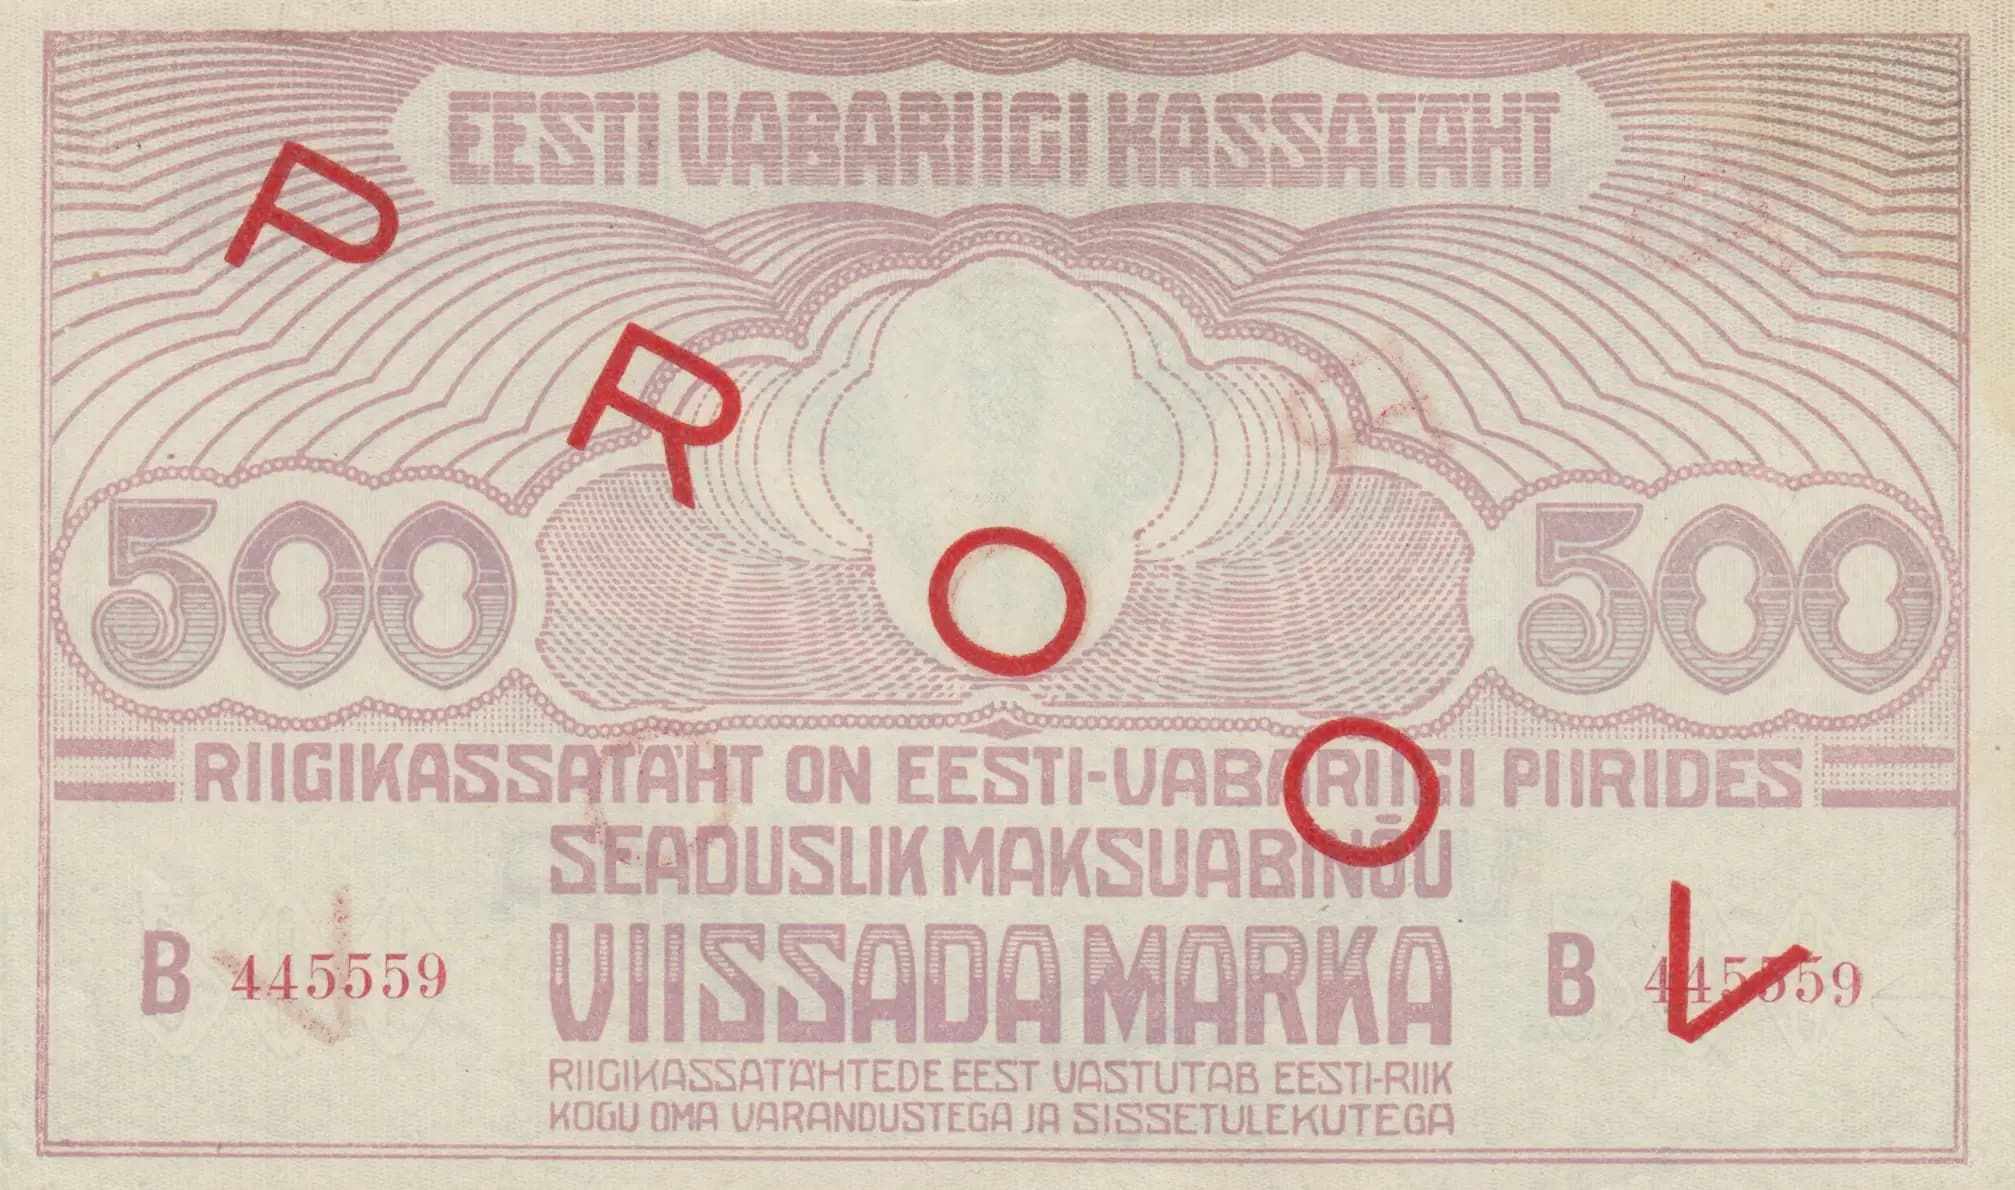 EESTI VABARIIGI KASSATÄHT
PROOV
500 500
RIIGIKASSATÄHT ON EESTI-VABARIIGI PIIRIDES
SEADUSLIK MAKSUABINÕU
VIISSADA MARKA
B 445559 B 445559
RIIGIKASSATÄHTEDE EEST VASTUTAB EESTI-RIIK
KOGU OMA VARANDUSTEGA JA SISSETULEKUTEGA